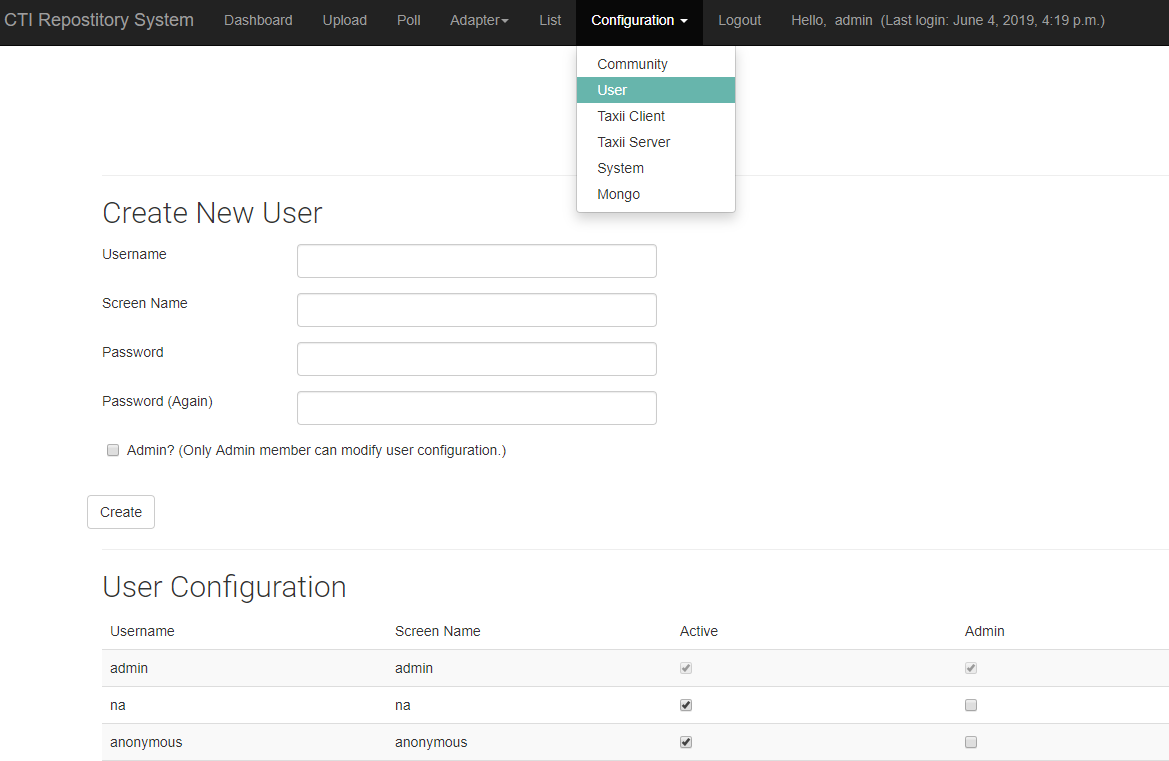 CTI Repostitory System Dashboard Upload Poll Adapter List Configuration Logout Hello, admin (Last login: June 4, 2019, 4:19 p.m.)
Community
User
Taxii Client
Taxii Server
System
Mongo
Create New User
Username
Screen Name
Password
Password (Again)
Admin? (Only Admin member can modify user configuration.)
Create
User Configuration
Username Screen Name Active Admin
admin admin
na na
anonymous anonymous